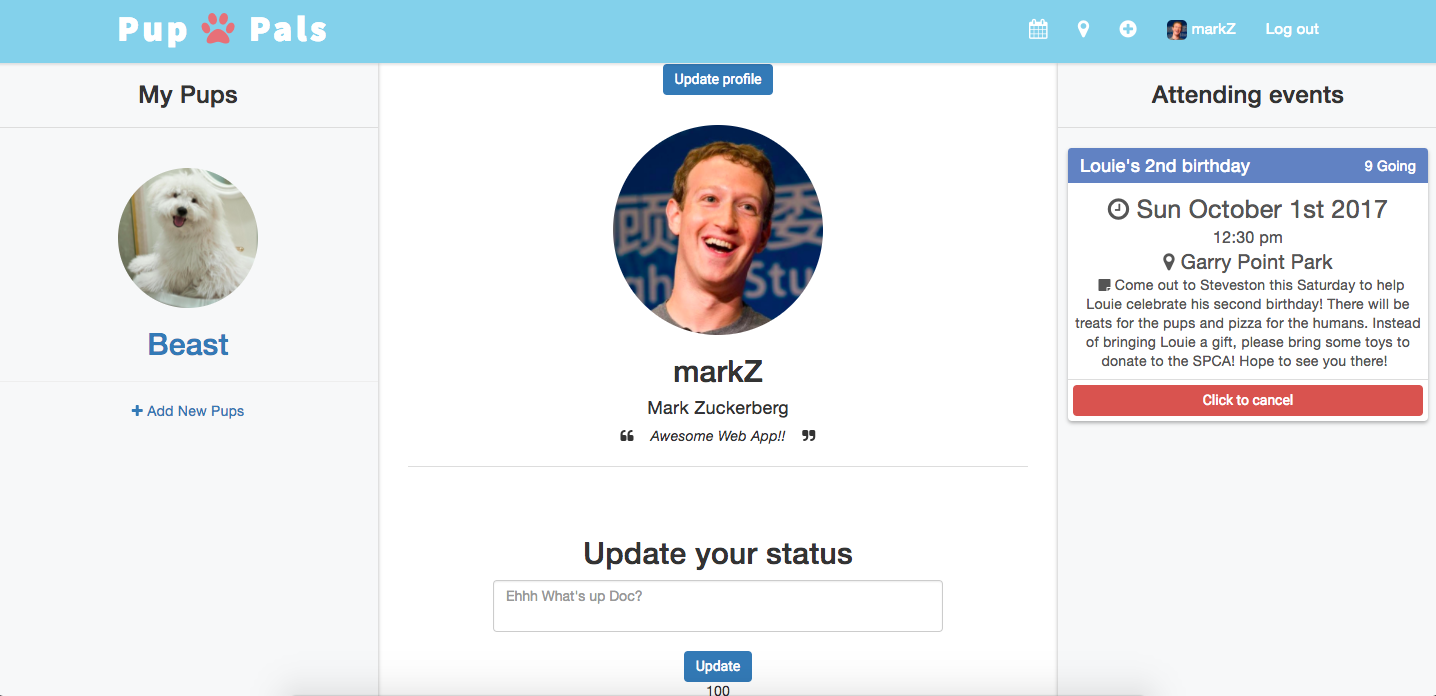 Pup Pals
markZ
Log out
My Pups
Beast
Add New Pups
Update profile
顾 委
gh Stu
markZ
Mark Zuckerberg
Awesome Web App!!
Update your status
Ehhh What's up Doc?
Update
100
Attending events
Louie's 2nd birthday 9 Going
Sun October 1st 2017
12:30 pm
Garry Point Park
Come out to Steveston this Saturday to help
Louie celebrate his second birthday! There will be
treats for the pups and pizza for the humans. Instead
of bringing Louie a gift, please bring some toys to
donate to the SPCA! Hope to see you there!
Click to cancel